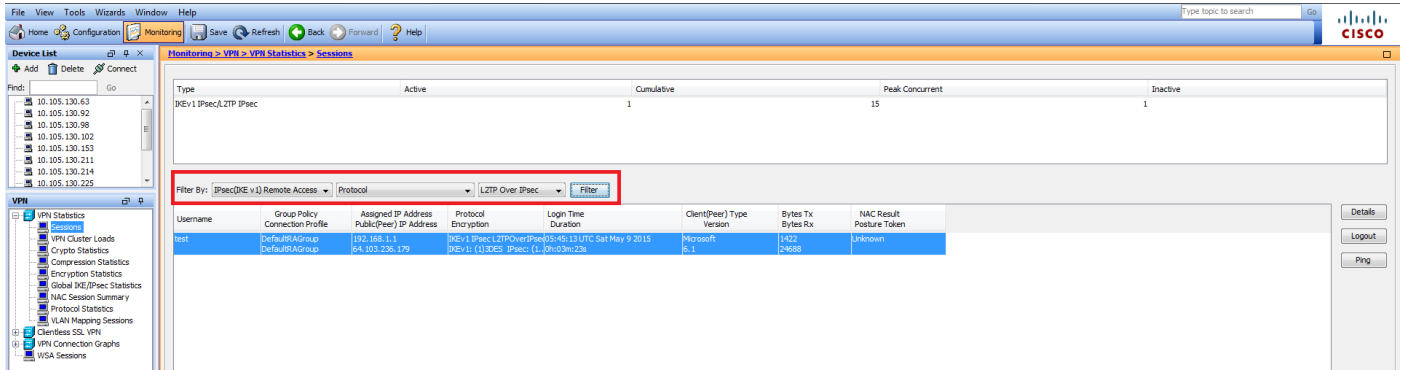 File View Tools Wizards Window Help
Type topic to search Go
Home Configuration Monitoring Save Refresh Back Forward Help
CISCO
Device List
Monitoring > VPN > VPN Statistics > Sessions
Add Delete Connect
Find: Go
10.105.130.63
10.105.130.92
10.105.130.98
10.105.130.102
10.105.130.153
10.105.130.211
10.105.130.214
10.105.130.225
Type Active Cumulative Peak Concurrent Inactive
IKEv1 IPsec/L2TP IPsec 1 15 1
Filter By: IPsec(IKE v1) Remote Access Protocol L2TP Over IPsec Filter
VPN
VPN Statistics
Sessions
VPN Cluster Loads
Crypto Statistics
Compression Statistics
Encryption Statistics
Global IKE/IPsec Statistics
NAC Session Summary
Protocol Statistics
VLAN Mapping Sessions
Clientless SSL VPN
VPN Connection Graphs
WSA Sessions
Username Group Policy Assigned IP Address Protocol Login Time Client(Peer) Type Bytes Tx NAC Result
Connection Profile Public(Peer) IP Address Encryption Duration Version Bytes Rx Posture Token
test DefaultRAGroup 192.168.1.1 IKEv1 IPsec L2TPOverIPse 05:45:13 UTC Sat May 9 2015 Microsoft 1422 Unknown
DefaultRAGroup 64.103.236.179 IKEv1: (1)3DES IPsec: (1.. 0h:03m:23s 6.1 24688
Details
Logout
Ping